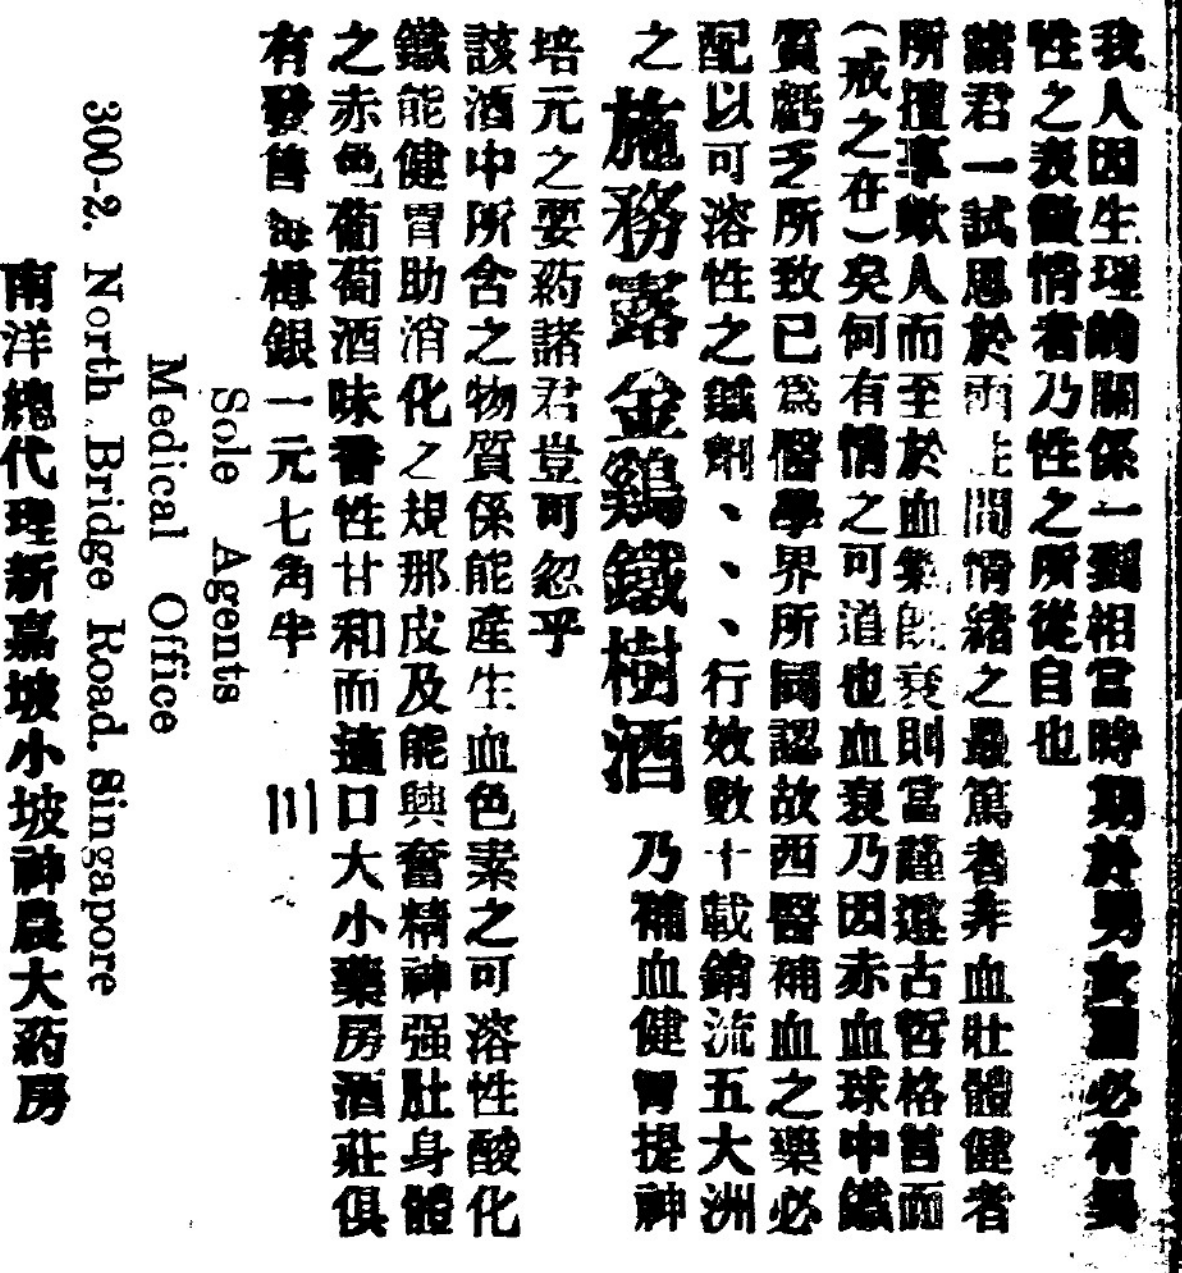 我人因生理的關係一到相當時期於男女間必有異
性之表徵情者乃性之所從自也
諸君一試思於兩性間情緒之最篤者非血壯體健者
所擅事歟人而至於血氣既衰則當謹遵古哲格言而
(戒之在)矣何有情之可道也血衰乃因赤血球中鐵
質虧乏所致已爲醫學界所同認故西醫補血之藥必
配以可溶性之鐵劑、、、行效數十載銷流五大洲
之施務露金鷄鐵樹酒 乃補血健胃提神
培元之要药諸君豈可忽乎
該酒中所含之物質係能產生血色素之可溶性酸化
鐵能健胃助消化之規那皮及能興奮精神强壯身體
之赤色葡萄酒味香性甘和而適口大小藥房酒莊俱
有發售每樽銀一元七角半 三
Sole Agents
Medical Office
300-2. North Bridge Road. Singapore
南洋總代理新嘉坡小坡神農大药房